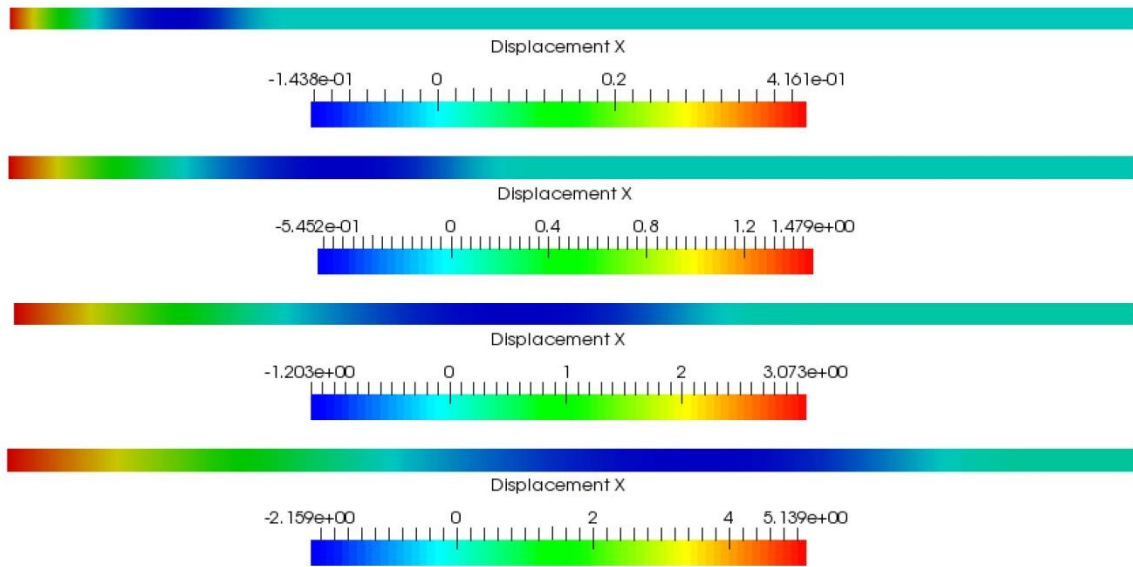 Displacement X
-1.438e-01 0 0.2 4.161e-01
Displacement X
-5.452e-01 0 0.4 0.8 1.2 1.479e+00
Displacement X
-1.203e+00 0 1 2 3.073e+00
Displacement X
-2.159e+00 0 2 4 5.139e+00